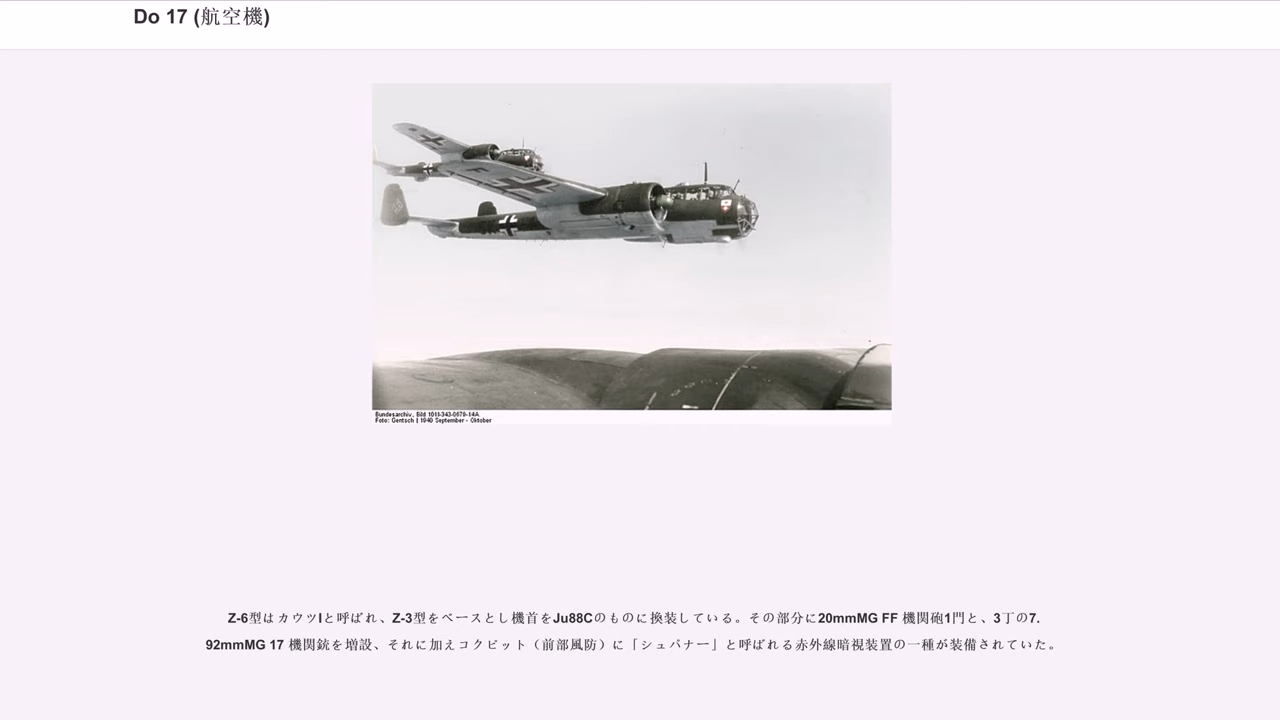 Do 17 (航空機)
Bundesarchiv, Bild 101I-343-0679-14A
Foto: Gentsch | 1940 September - Oktober
Z-6型はカウツIと呼ばれ、Z-3型をベースとし機首をJu88Cのものに換装している。その部分に20mmMG FF 機関砲1門と、3丁の7.
92mmMG 17 機関銃を増設、それに加えコクピット（前部風防）に「シュパナー」と呼ばれる赤外線暗視装置の一種が装備されていた。